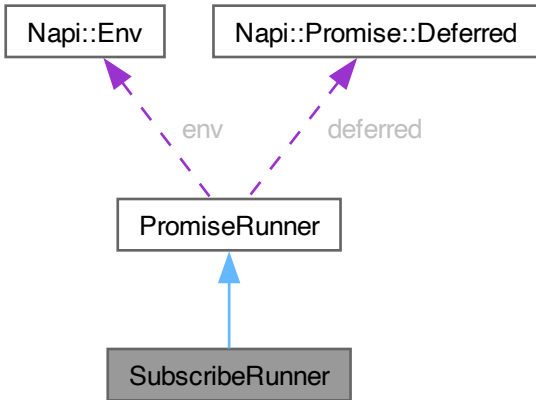 Napi::Env
Napi::Promise::Deferred
env
deferred
PromiseRunner
SubscribeRunner